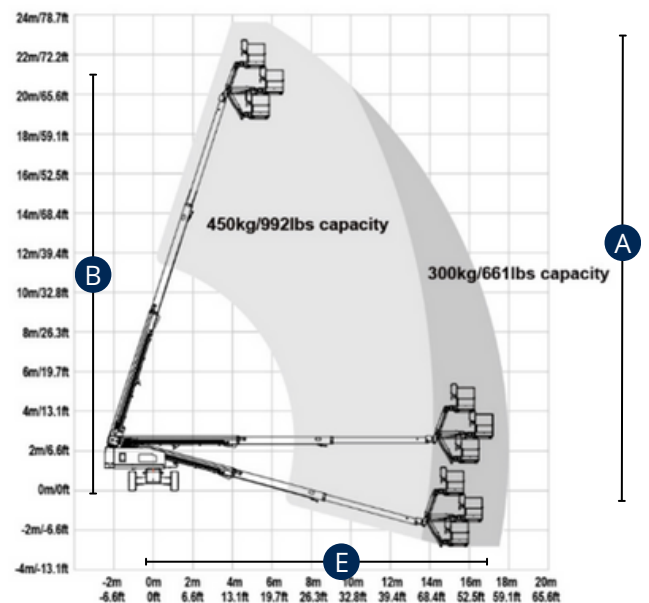 24m/78.7ft
22m/72.2ft
20m/65.6ft
18m/59.1ft
16m/52.5ft
14m/68.4ft
12m/39.4ft
10m/32.8ft
8m/26.3ft
6m/19.7ft
4m/13.1ft
2m/6.6ft
0m/0ft
-2m/-6.6ft
-4m/-13.1ft
450kg/992lbs capacity
300kg/661lbs capacity
A
B
E
-2m 0m 2m 4m 6m 8m 10m 12m 14m 16m 18m 20m
-6.6ft 0ft 6.6ft 13.1ft 19.7ft 26.3ft 32.8ft 39.4ft 68.4ft 52.5ft 59.1ft 65.6ft